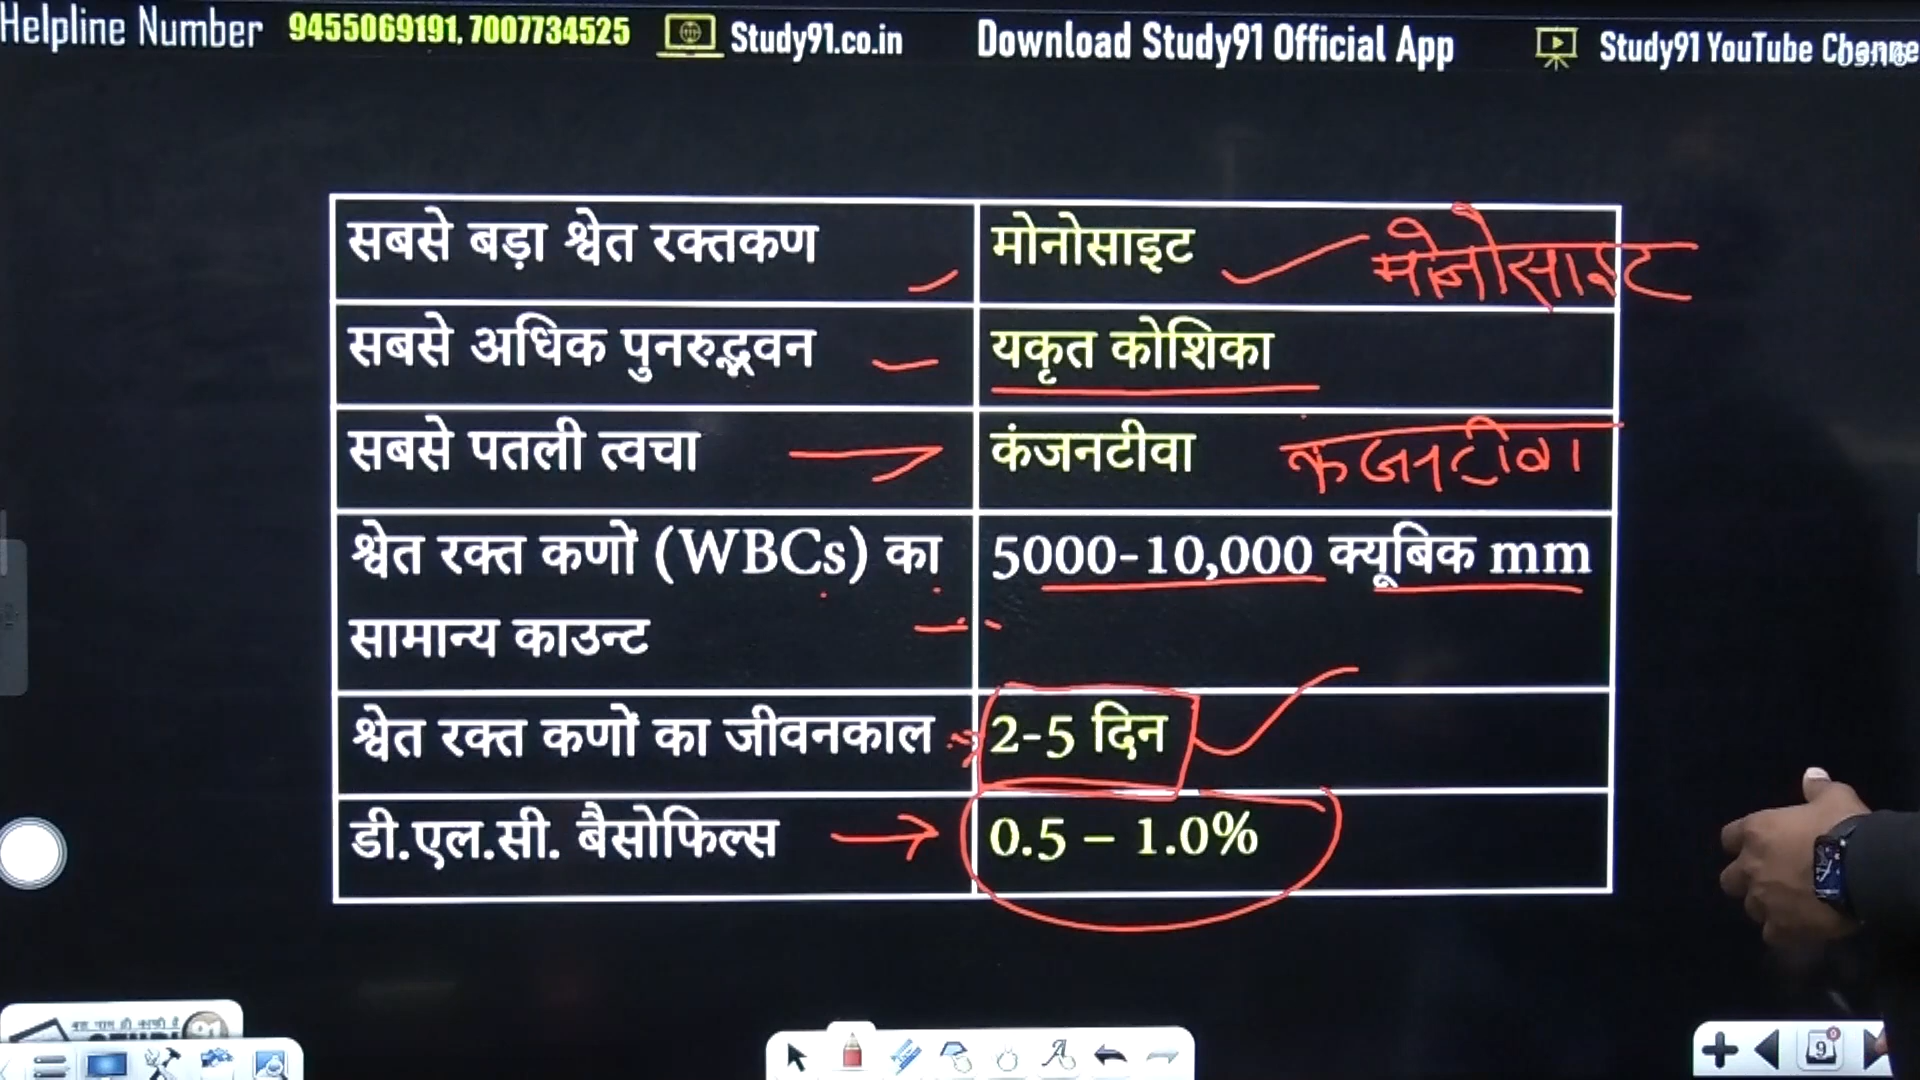 Helpline Number 9455069191, 7007734525 Study91.co.in Download Study91 Official App Study91 YouTube Channe
सबसे बड़ा श्वेत रक्तकण मोनोसाइट मोनोसाइट
सबसे अधिक पुनरुद्भवन यकृत कोशिका
सबसे पतली त्वचा कंजनटीवा कंजनटीवा
श्वेत रक्त कणों (WBCs) का 5000-10,000 क्यूबिक mm
सामान्य काउन्ट
श्वेत रक्त कणों का जीवनकाल 2-5 दिन
डी.एल.सी. बैसोफिल्स 0.5 – 1.0%
9